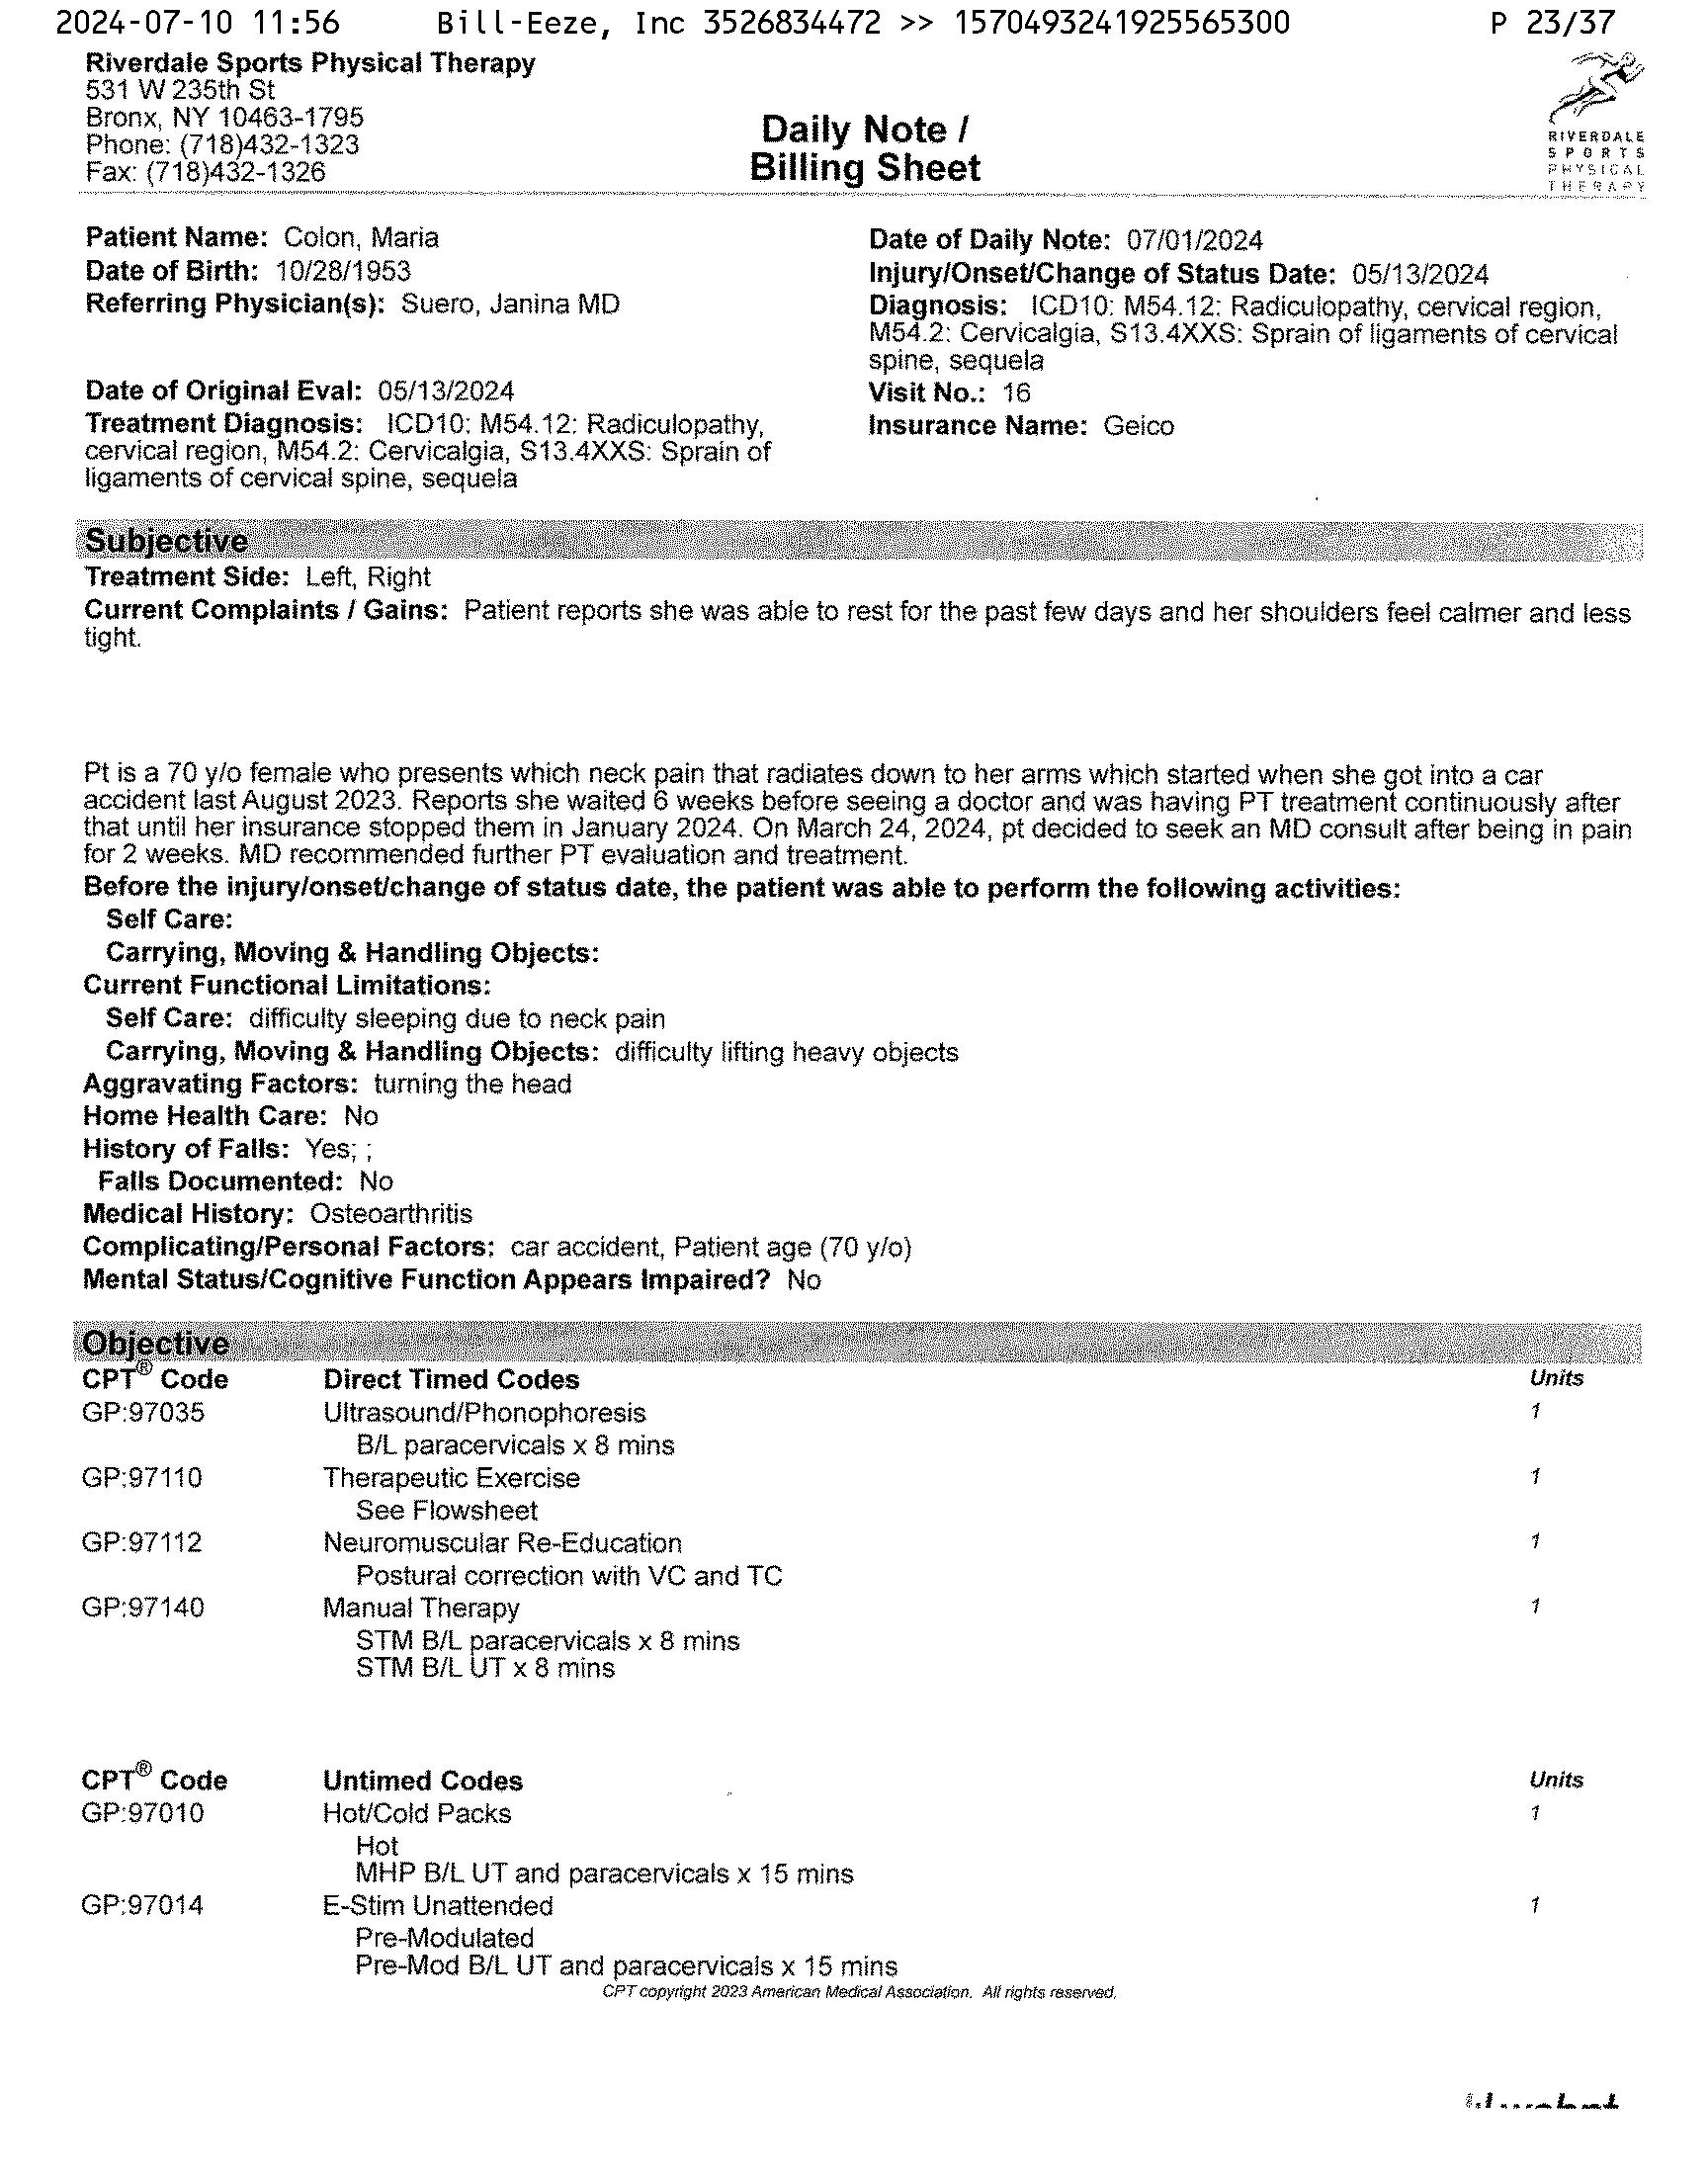 2024-07-10 11:56 Bill-Eeze, Inc 3526834472 >> 1570493241925565300 P 23/37
Riverdale Sports Physical Therapy
531 W 235th St
Bronx, NY 10463-1795
Phone: (718)432-1323
Fax: (718)432-1326
Daily Note /
Billing Sheet
RIVERDALE
SPORTS
PHYSICAL
THERAPY
Patient Name: Colon, Maria
Date of Birth: 10/28/1953
Referring Physician(s): Suero, Janina MD
Date of Original Eval: 05/13/2024
Treatment Diagnosis: ICD10: M54.12: Radiculopathy,
cervical region, M54.2: Cervicalgia, S13.4XXS: Sprain of
ligaments of cervical spine, sequela
Date of Daily Note: 07/01/2024
Injury/Onset/Change of Status Date: 05/13/2024
Diagnosis: ICD10: M54.12: Radiculopathy, cervical region,
M54.2: Cervicalgia, S13.4XXS: Sprain of ligaments of cervical
spine, sequela
Visit No.: 16
Insurance Name: Geico
Subjective
Treatment Side: Left, Right
Current Complaints / Gains: Patient reports she was able to rest for the past few days and her shoulders feel calmer and less
tight.
Pt is a 70 y/o female who presents which neck pain that radiates down to her arms which started when she got into a car
accident last August 2023. Reports she waited 6 weeks before seeing a doctor and was having PT treatment continuously after
that until her insurance stopped them in January 2024. On March 24, 2024, pt decided to seek an MD consult after being in pain
for 2 weeks. MD recommended further PT evaluation and treatment.
Before the injury/onset/change of status date, the patient was able to perform the following activities:
Self Care:
Carrying, Moving & Handling Objects:
Current Functional Limitations:
Self Care: difficulty sleeping due to neck pain
Carrying, Moving & Handling Objects: difficulty lifting heavy objects
Aggravating Factors: turning the head
Home Health Care: No
History of Falls: Yes; ;
Falls Documented: No
Medical History: Osteoarthritis
Complicating/Personal Factors: car accident, Patient age (70 y/o)
Mental Status/Cognitive Function Appears Impaired? No
Objective
CPT® Code Direct Timed Codes Units
GP:97035 Ultrasound/Phonophoresis 1
B/L paracervicals x 8 mins
GP:97110 Therapeutic Exercise 1
See Flowsheet
GP:97112 Neuromuscular Re-Education 1
Postural correction with VC and TC
GP:97140 Manual Therapy 1
STM B/L paracervicals x 8 mins
STM B/L UT x 8 mins
CPT® Code Untimed Codes Units
GP:97010 Hot/Cold Packs 1
Hot
MHP B/L UT and paracervicals x 15 mins
GP:97014 E-Stim Unattended 1
Pre-Modulated
Pre-Mod B/L UT and paracervicals x 15 mins
CPT copyright 2023 American Medical Association. All rights reserved.